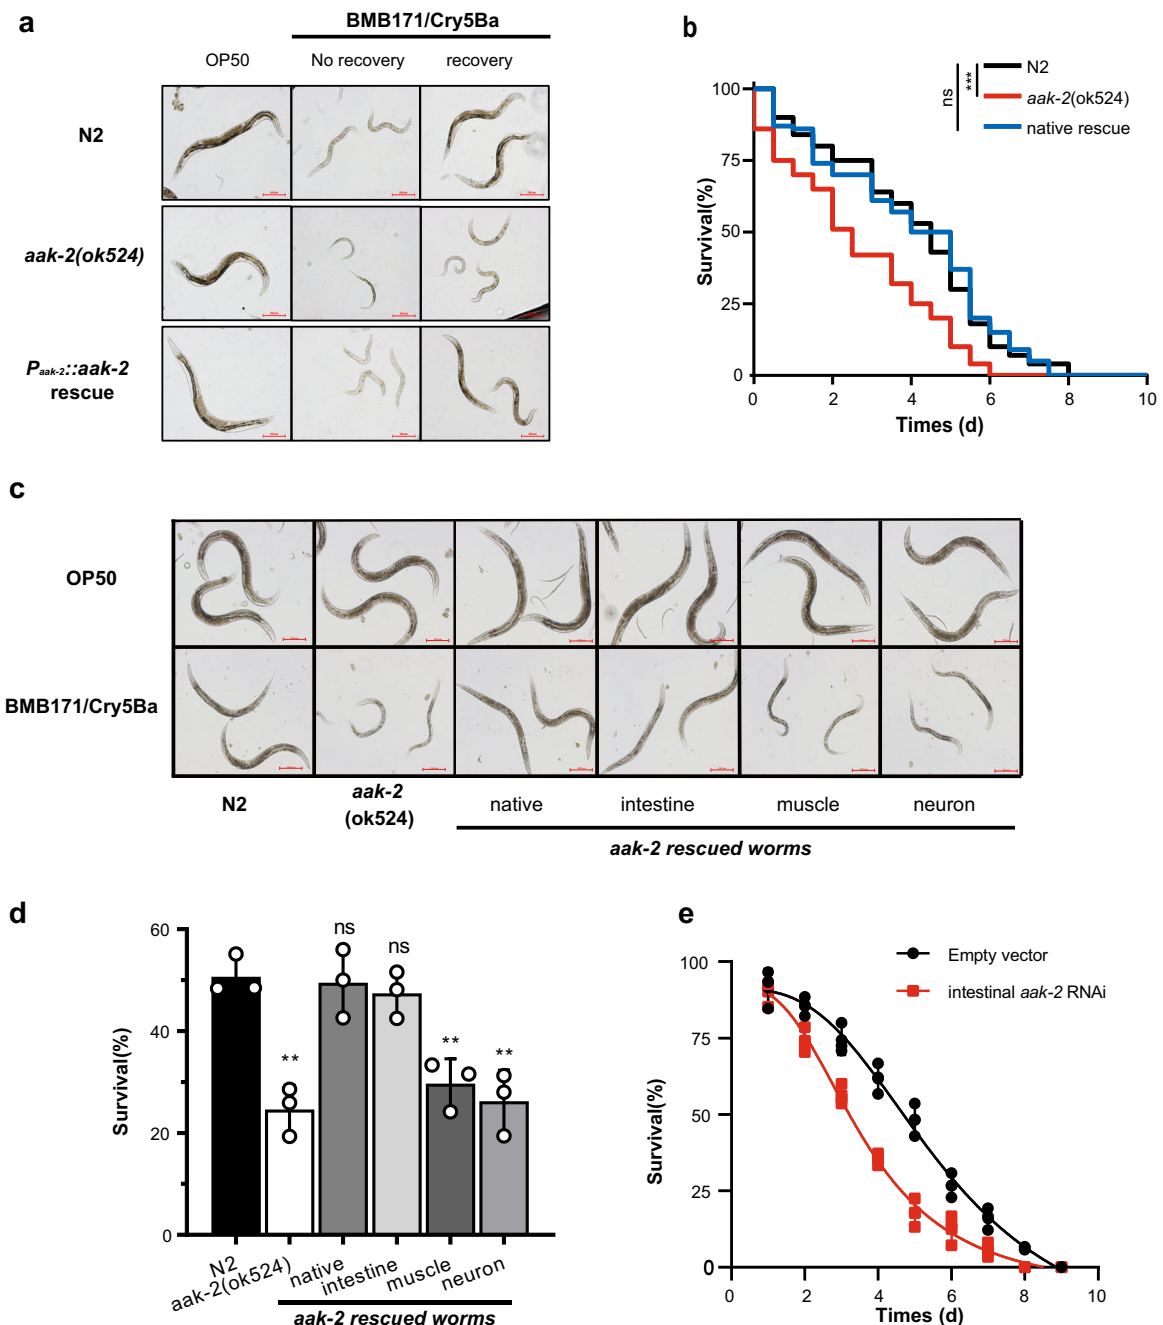 a
BMB171/Cry5Ba
OP50
No recovery
recovery
N2
aak-2(ok524)
Paak-2::aak-2
rescue
b
N2
aak-2(ok524)
native rescue
ns
***
100
75
50
25
0
Survival(%)
0 2 4 6 8 10
Times (d)
c
OP50
BMB171/Cry5Ba
N2
aak-2
(ok524)
native
intestine
muscle
neuron
aak-2 rescued worms
d
60
40
20
0
Survival(%)
**
ns
ns
**
**
N2
aak-2(ok524)
native
intestine
muscle
neuron
aak-2 rescued worms
e
Empty vector
intestinal aak-2 RNAi
100
75
50
25
0
Survival(%)
0 2 4 6 8 10
Times (d)